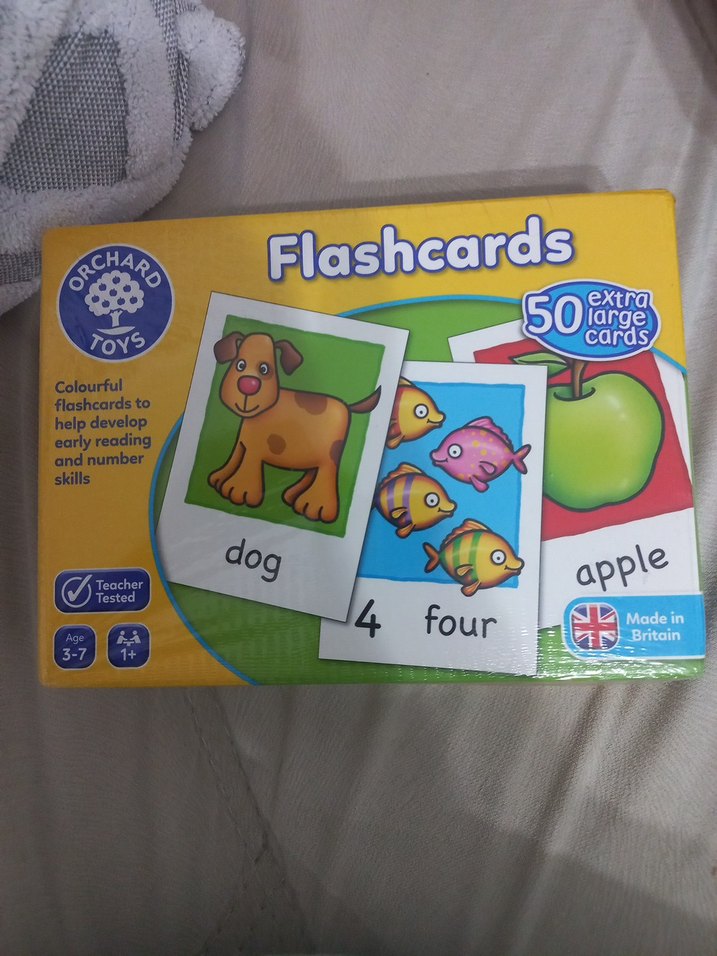 Flashcards
ORCHARD
TOYS
50 extra
large
cards
Colourful
flashcards to
help develop
early reading
and number
skills
dog
4 four
apple
Teacher
Tested
Age
3-7
1+
Made in
Britain